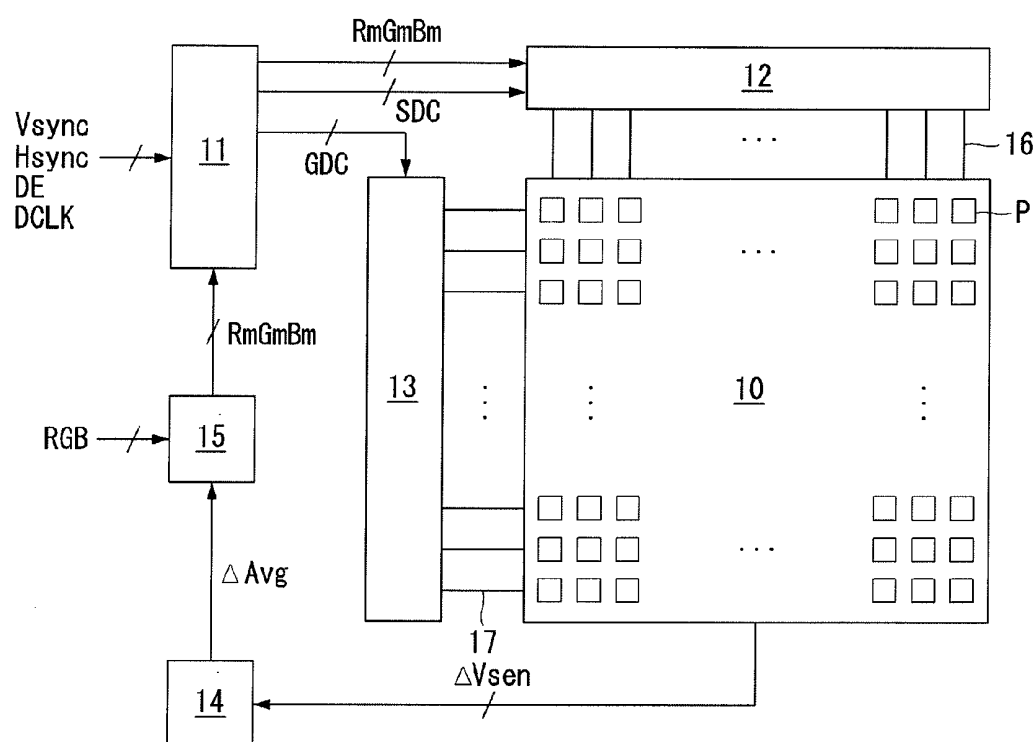 RmGmBm
SDC
GDC
12
Vsync
Hsync
DE
DCLK
11
16
P
...
...
RmGmBm
13
10
RGB
15
...
△Avg
17
△Vsen
14